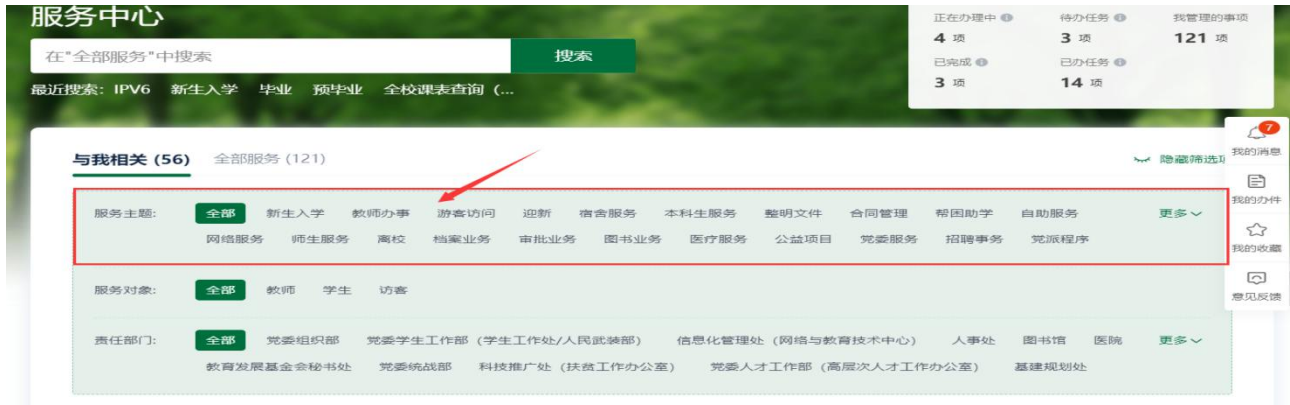 服务中心
在"全部服务"中搜索 搜索
最近搜索: IPV6 新生入学 毕业 预毕业 全校课表查询 (...
正在办理中 待办任务 我管理的事项
4 项 3 项 121 项
已完成 已办任务
3 项 14 项
7
我的消息
我的办件
我的收藏
意见反馈
与我相关 (56) 全部服务 (121) 隐藏筛选项
服务主题: 全部 新生入学 教师办事 游客访问 迎新 宿舍服务 本科生服务 整明文件 合同管理 帮困助学 自助服务 更多
网络服务 师生服务 离校 档案业务 审批业务 图书业务 医疗服务 公益项目 党委服务 招聘事务 党派程序
服务对象: 全部 教师 学生 访客
责任部门: 全部 党委组织部 党委学生工作部 (学生工作处/人民武装部) 信息化管理处 (网络与教育技术中心) 人事处 图书馆 医院 更多
教育发展基金会秘书处 党委统战部 科技推广处 (扶贫工作办公室) 党委人才工作部 (高层次人才工作办公室) 基建规划处